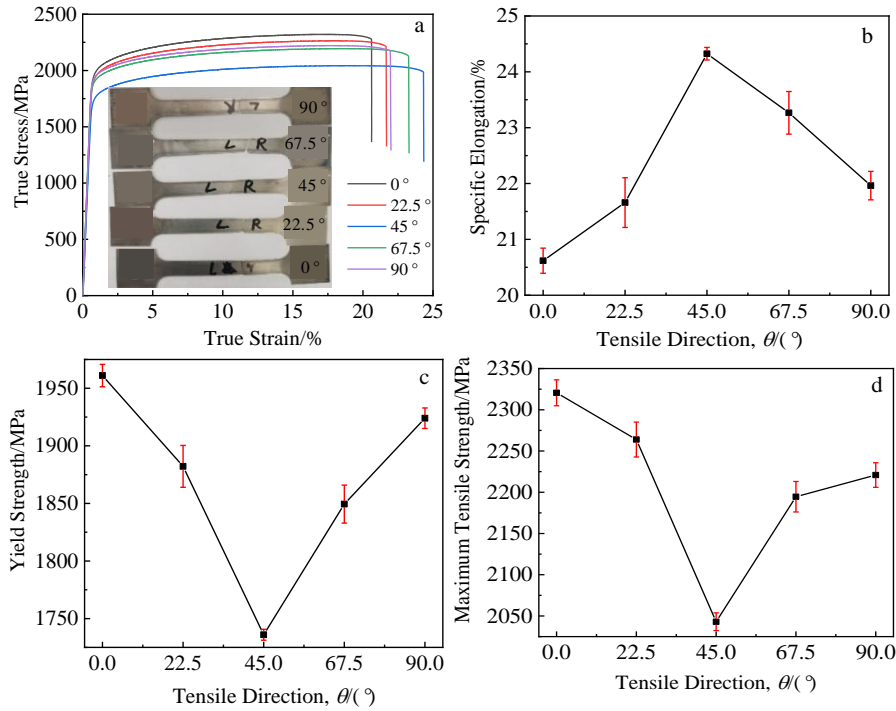 a
True Stress/MPa
2500
2000
1500
1000
500
0
90°
L R 67.5°
L R 45°
L R 22.5°
L 0°
0°
22.5°
45°
67.5°
90°
0 5 10 15 20 25
True Strain/%
b
Specific Elongation/%
25
24
23
22
21
20
0.0 22.5 45.0 67.5 90.0
Tensile Direction, θ/(°)
c
Yield Strength/MPa
1950
1900
1850
1800
1750
0.0 22.5 45.0 67.5 90.0
Tensile Direction, θ/(°)
d
Maximum Tensile Strength/MPa
2350
2300
2250
2200
2150
2100
2050
0.0 22.5 45.0 67.5 90.0
Tensile Direction, θ/(°)